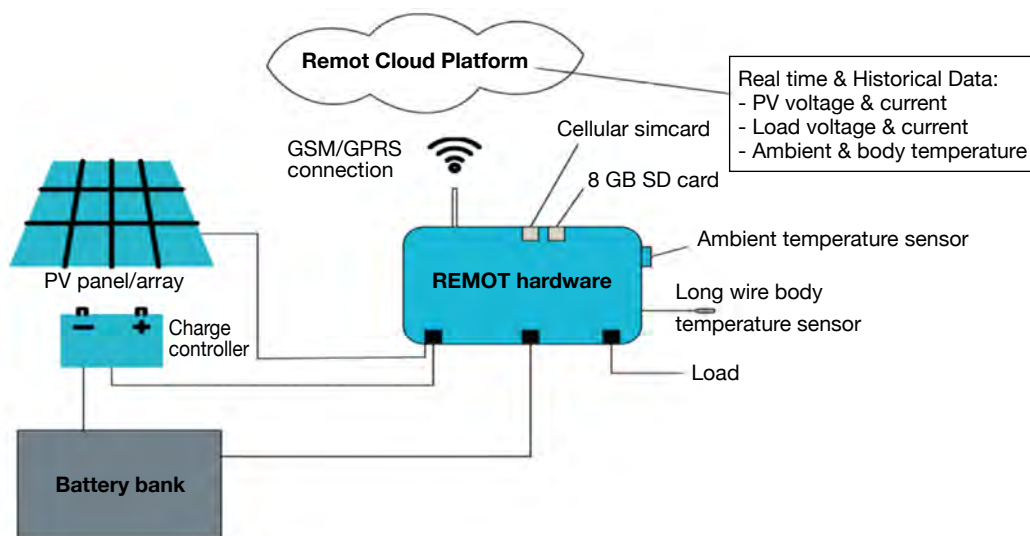 Remot Cloud Platform
Real time & Historical Data:
- PV voltage & current
- Load voltage & current
- Ambient & body temperature
GSM/GPRS
connection
Cellular simcard
8 GB SD card
PV panel/array
REMOT hardware
Ambient temperature sensor
Long wire body
temperature sensor
Charge
controller
Load
Battery bank